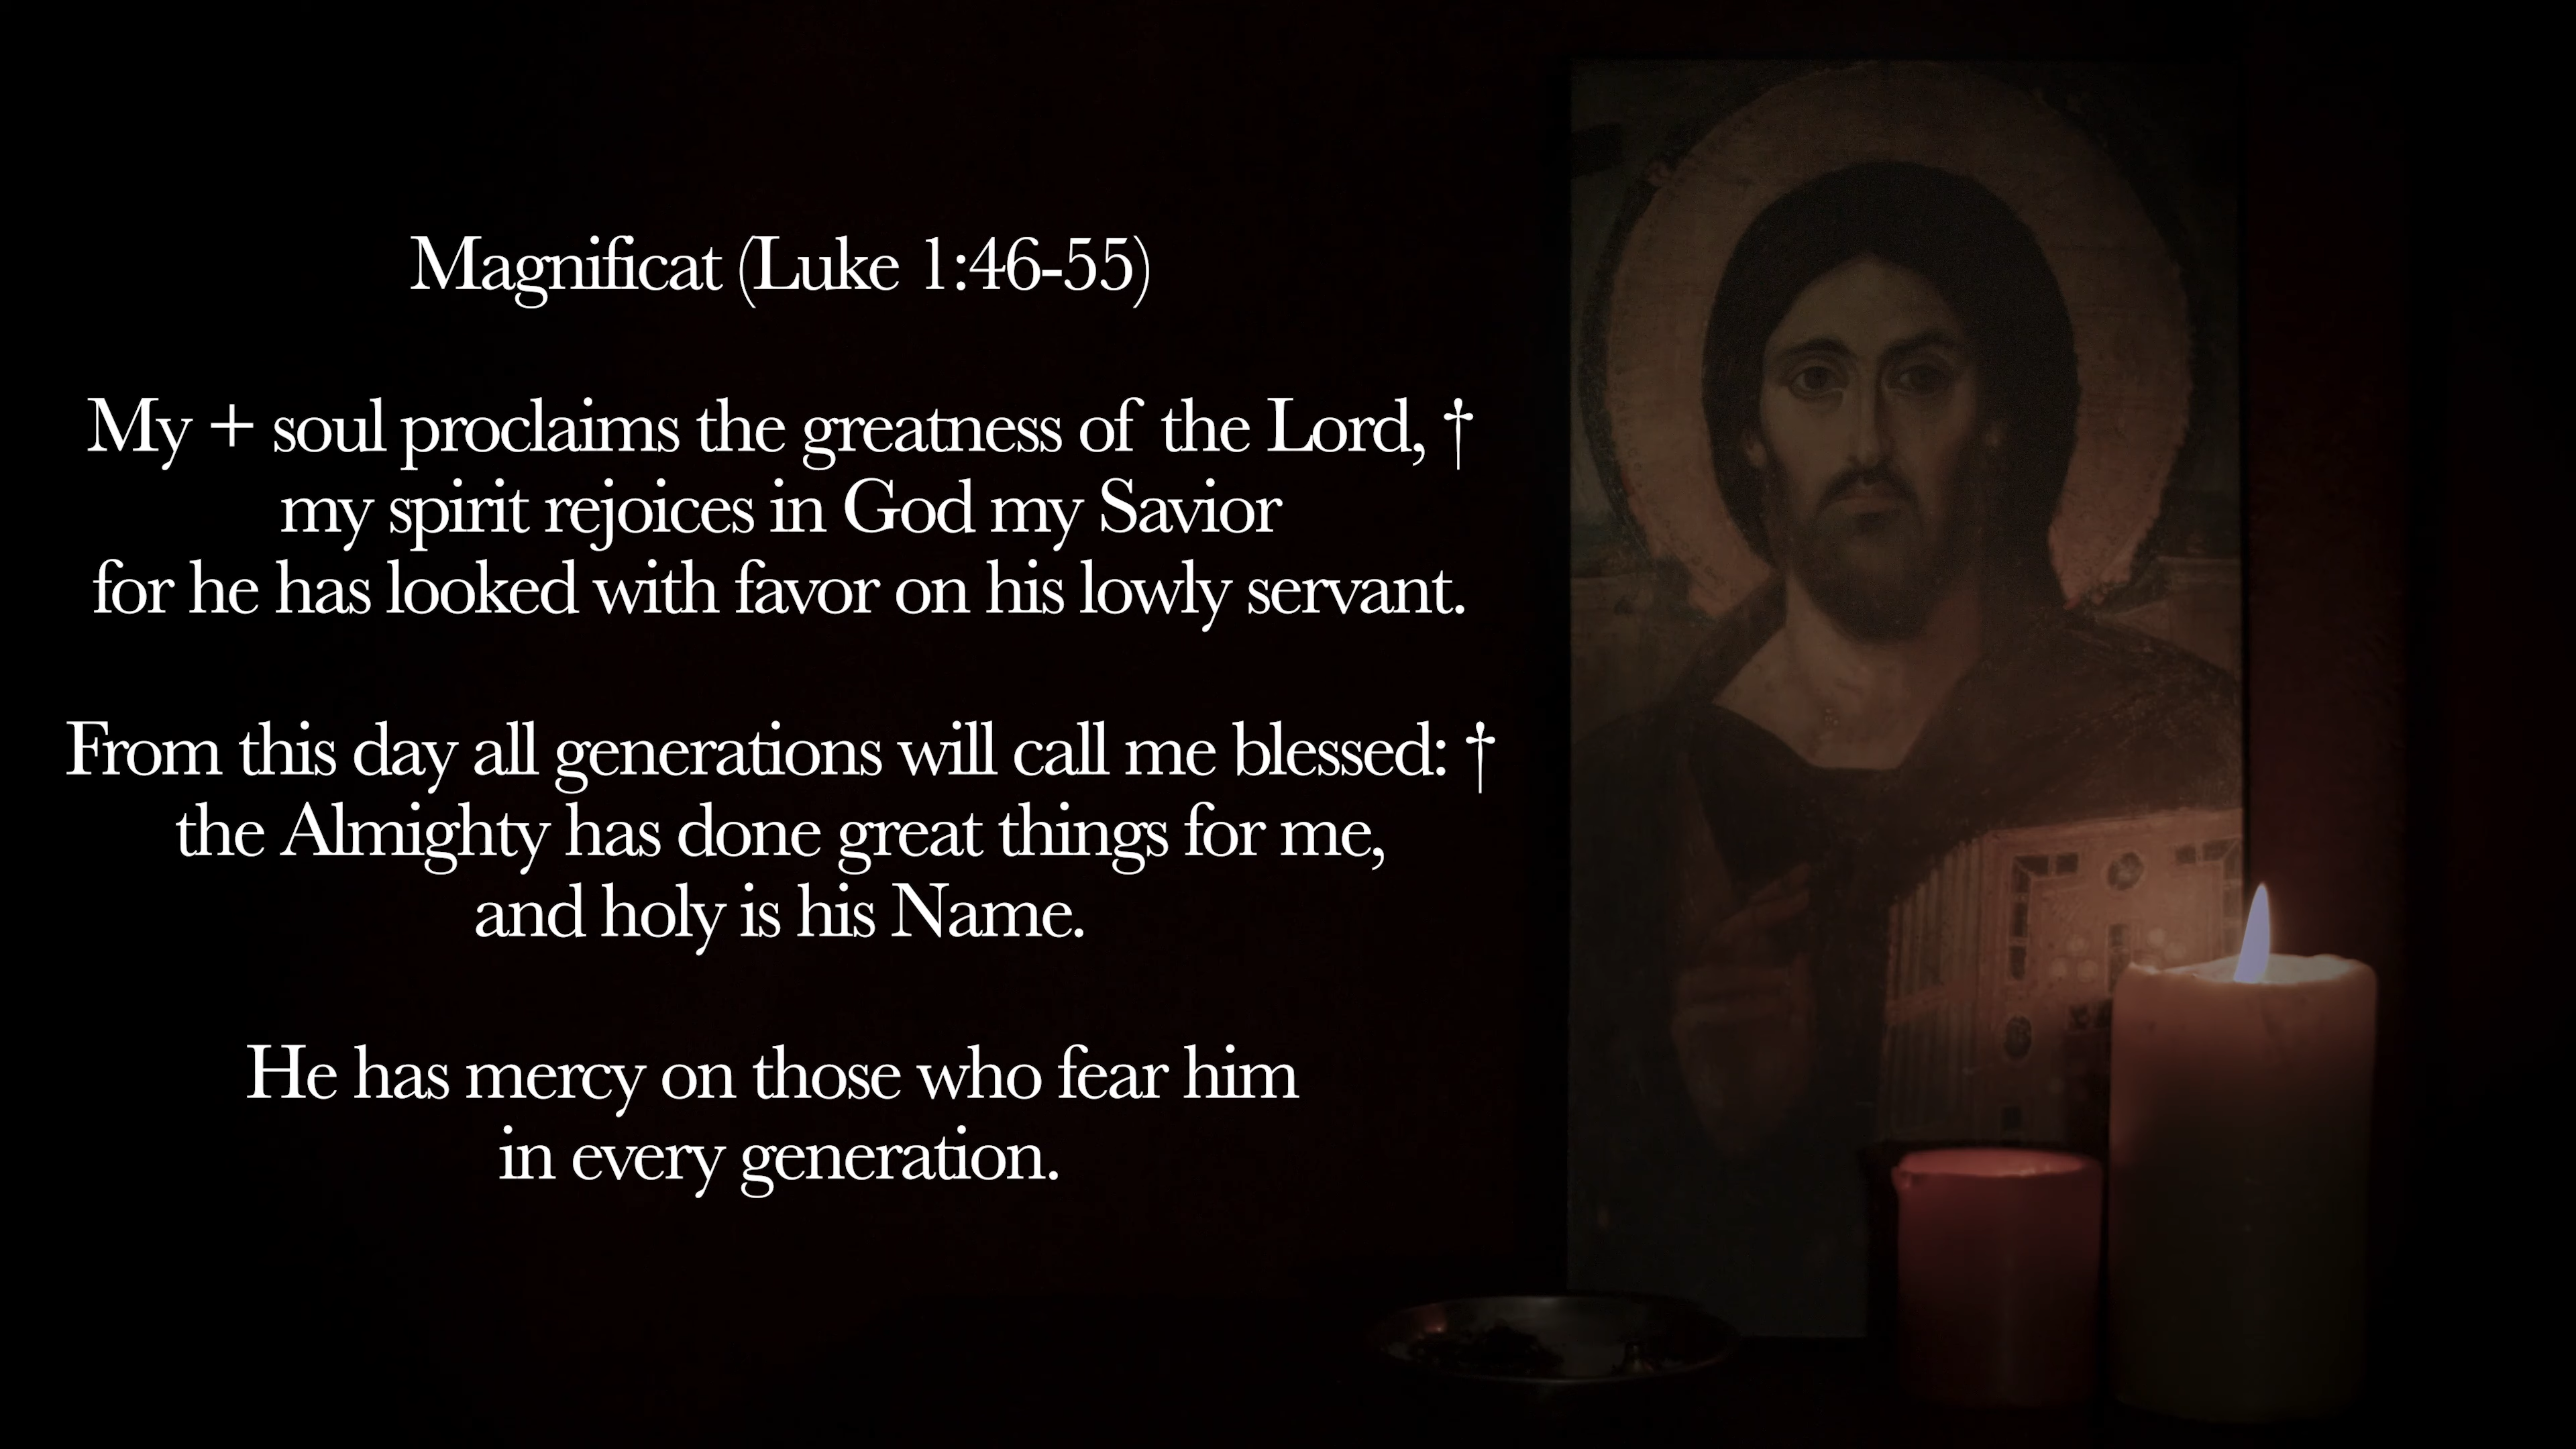 Magnificat (Luke 1:46-55)
My + soul proclaims the greatness of the Lord, †
my spirit rejoices in God my Savior
for he has looked with favor on his lowly servant.
From this day all generations will call me blessed: †
the Almighty has done great things for me,
and holy is his Name.
He has mercy on those who fear him
in every generation.